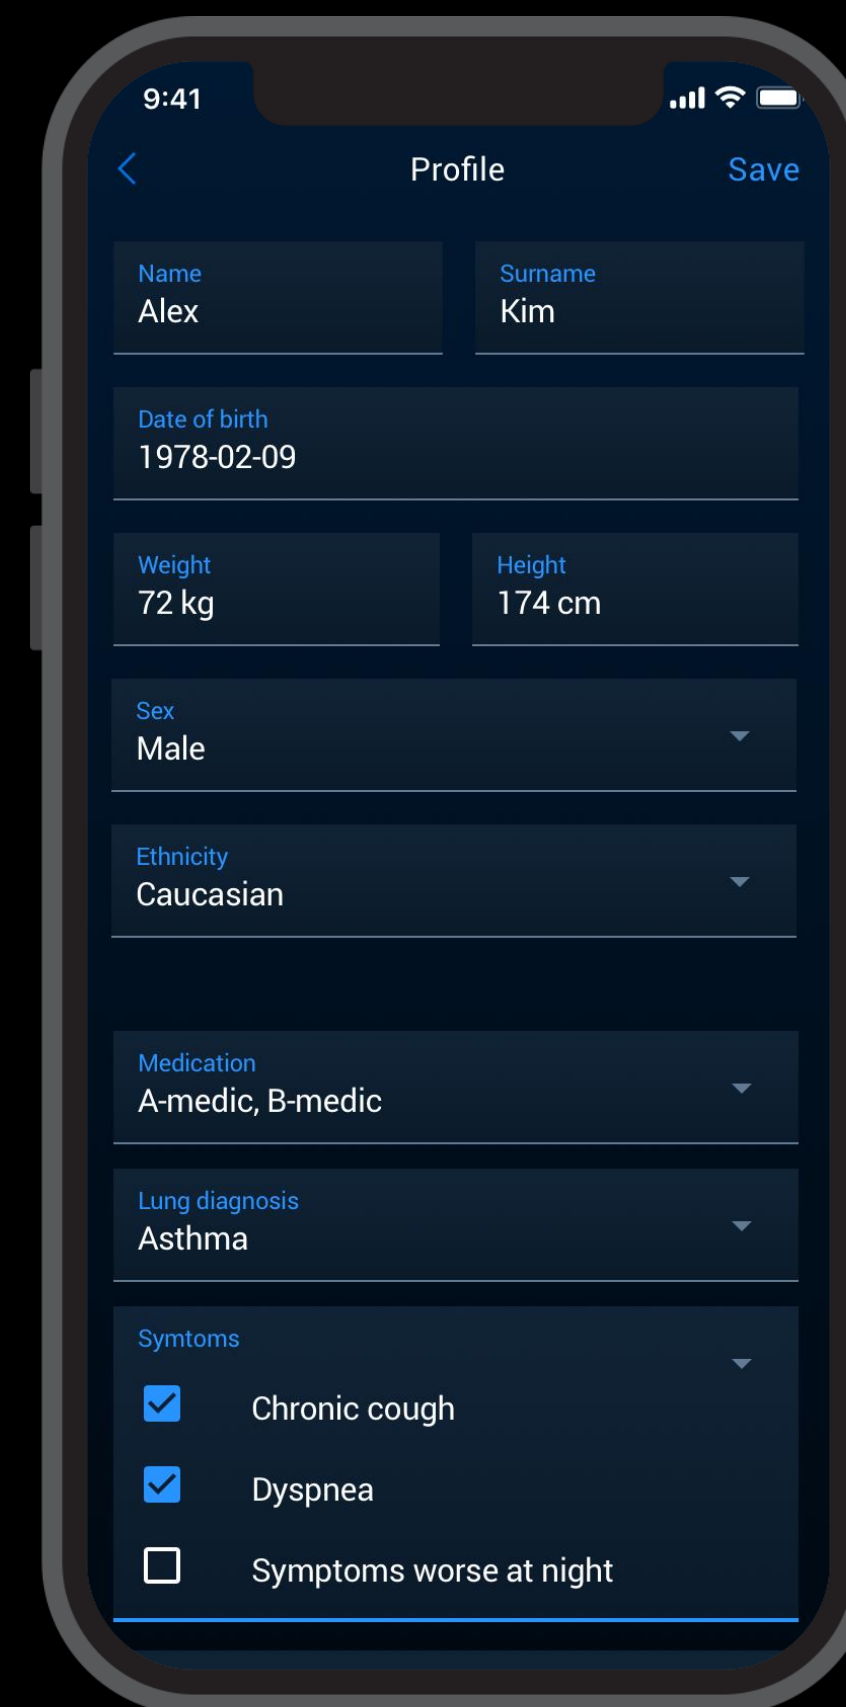 9:41
Profile Save
Name Surname
Alex Kim
Date of birth
1978-02-09
Weight Height
72 kg 174 cm
Sex
Male
Ethnicity
Caucasian
Medication
A-medic, B-medic
Lung diagnosis
Asthma
Symtoms
Chronic cough
Dyspnea
Symptoms worse at night